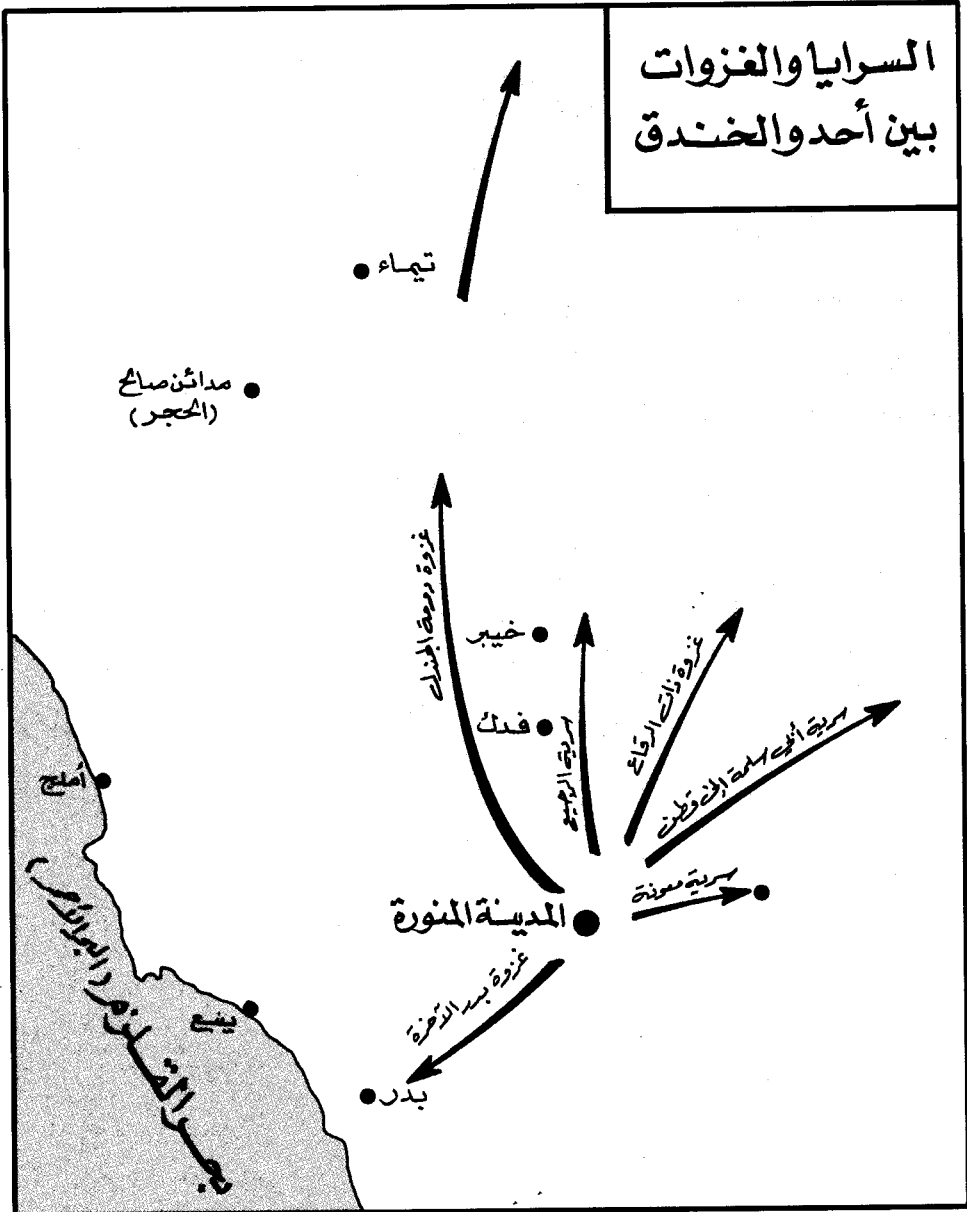 السرايا والغزوات
بين أحد والخندق
تيماء
مدائن صالح
(الحجر)
غزوة دومة الجندل
خيبر
فدك
سرية الرجيع
غزوة ذات الرقاع
سرية أبي سلمة إلى قطن
سرية معونة
المدينة المنورة
غزوة بدر الآخرة
بدر
أملج
ينبع
بحر القلزم (البحر الأحمر)